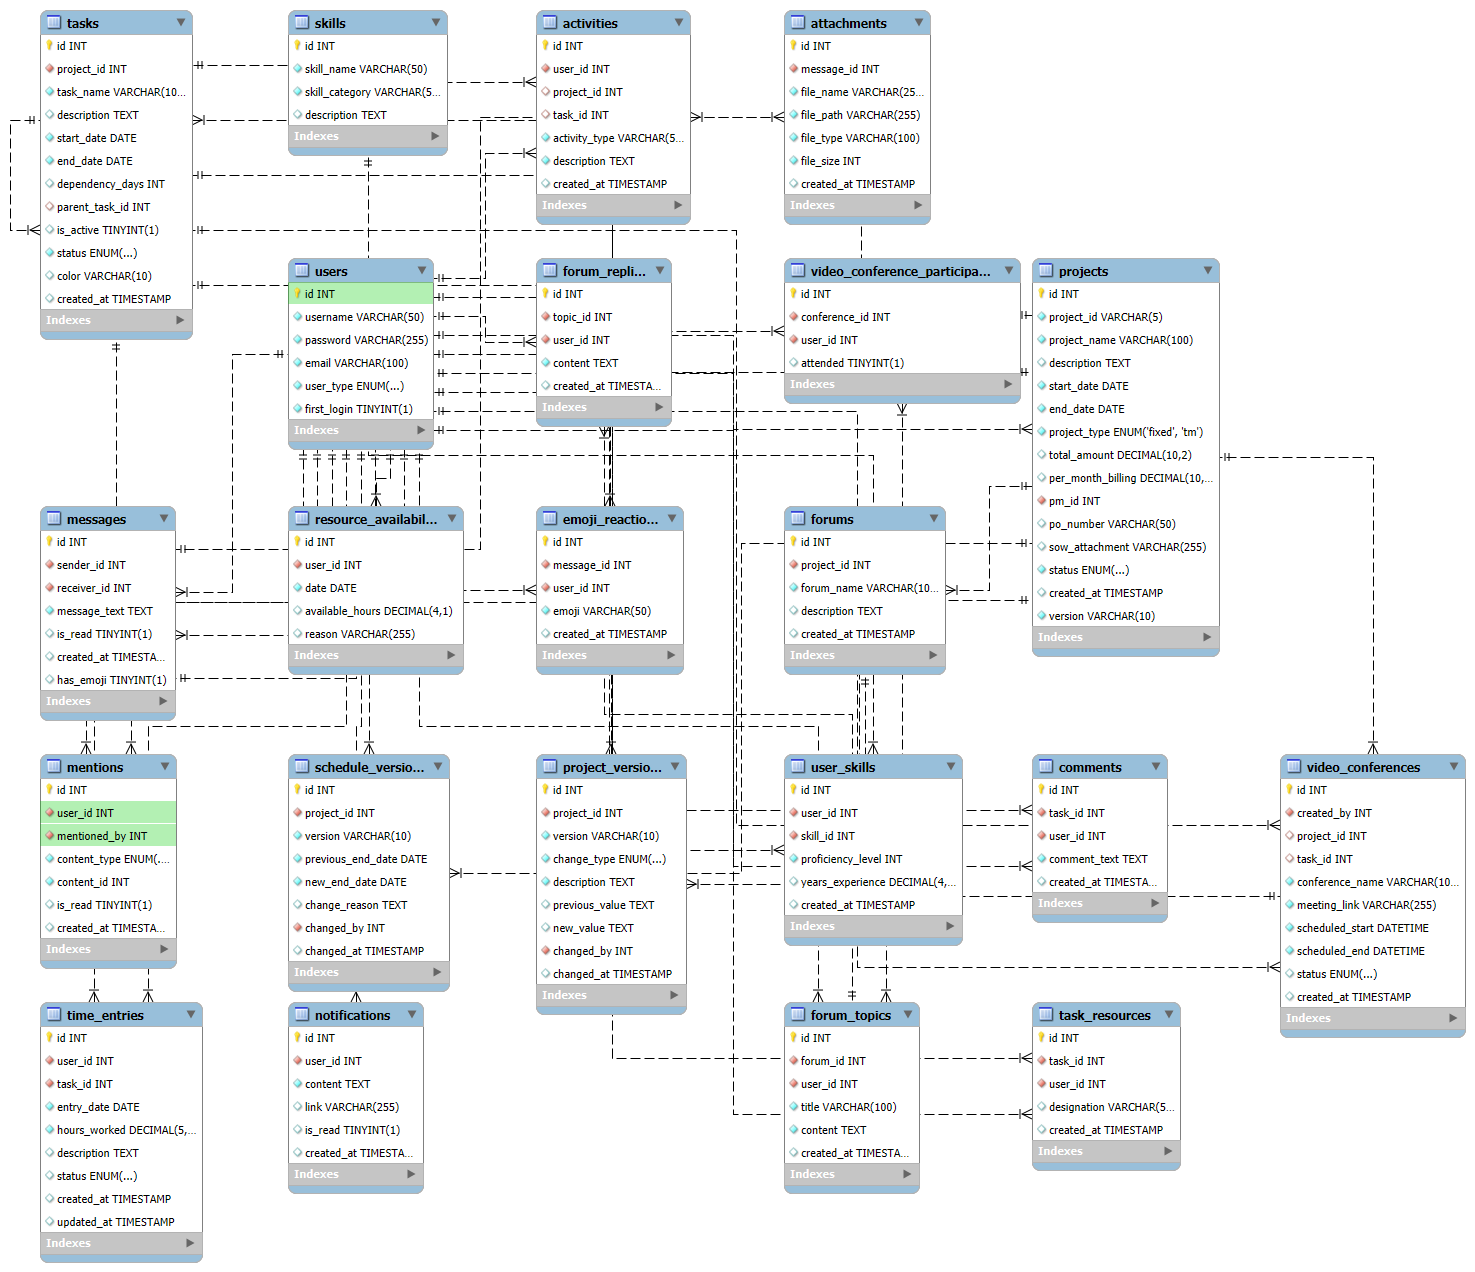 tasks
id INT
project_id INT
task_name VARCHAR(10...
description TEXT
start_date DATE
end_date DATE
dependency_days INT
parent_task_id INT
is_active TINYINT(1)
status ENUM(...)
color VARCHAR(10)
created_at TIMESTAMP
Indexes
skills
id INT
skill_name VARCHAR(50)
skill_category VARCHAR(5...
description TEXT
Indexes
activities
id INT
user_id INT
project_id INT
task_id INT
activity_type VARCHAR(5...
description TEXT
created_at TIMESTAMP
Indexes
attachments
id INT
message_id INT
file_name VARCHAR(25...
file_path VARCHAR(255)
file_type VARCHAR(100)
file_size INT
created_at TIMESTAMP
Indexes
users
id INT
username VARCHAR(50)
password VARCHAR(255)
email VARCHAR(100)
user_type ENUM(...)
first_login TINYINT(1)
Indexes
forum_repli...
id INT
topic_id INT
user_id INT
content TEXT
created_at TIMESTA...
Indexes
video_conference_participa...
id INT
conference_id INT
user_id INT
attended TINYINT(1)
Indexes
projects
id INT
project_id VARCHAR(5)
project_name VARCHAR(100)
description TEXT
start_date DATE
end_date DATE
project_type ENUM('fixed', 'tm')
total_amount DECIMAL(10,2)
per_month_billing DECIMAL(10,...
pm_id INT
po_number VARCHAR(50)
sow_attachment VARCHAR(255)
status ENUM(...)
created_at TIMESTAMP
version VARCHAR(10)
Indexes
messages
id INT
sender_id INT
receiver_id INT
message_text TEXT
is_read TINYINT(1)
created_at TIMESTA...
has_emoji TINYINT(1)
Indexes
resource_availabil...
id INT
user_id INT
date DATE
available_hours DECIMAL(4,1)
reason VARCHAR(255)
Indexes
emoji_reactio...
id INT
message_id INT
user_id INT
emoji VARCHAR(50)
created_at TIMESTAMP
Indexes
forums
id INT
project_id INT
forum_name VARCHAR(10...
description TEXT
created_at TIMESTAMP
Indexes
mentions
id INT
user_id INT
mentioned_by INT
content_type ENUM(...
content_id INT
is_read TINYINT(1)
created_at TIMESTA...
Indexes
schedule_versio...
id INT
project_id INT
version VARCHAR(10)
previous_end_date DATE
new_end_date DATE
change_reason TEXT
changed_by INT
changed_at TIMESTAMP
Indexes
project_versio...
id INT
project_id INT
version VARCHAR(10)
change_type ENUM(...)
description TEXT
previous_value TEXT
new_value TEXT
changed_by INT
changed_at TIMESTAMP
Indexes
user_skills
id INT
user_id INT
skill_id INT
proficiency_level INT
years_experience DECIMAL(4,...
created_at TIMESTAMP
Indexes
comments
id INT
task_id INT
user_id INT
comment_text TEXT
created_at TIMESTA...
Indexes
video_conferences
id INT
created_by INT
project_id INT
task_id INT
conference_name VARCHAR(10...
meeting_link VARCHAR(255)
scheduled_start DATETIME
scheduled_end DATETIME
status ENUM(...)
created_at TIMESTAMP
Indexes
time_entries
id INT
user_id INT
task_id INT
entry_date DATE
hours_worked DECIMAL(5,...
description TEXT
status ENUM(...)
created_at TIMESTAMP
updated_at TIMESTAMP
Indexes
notifications
id INT
user_id INT
content TEXT
link VARCHAR(255)
is_read TINYINT(1)
created_at TIMESTA...
Indexes
forum_topics
id INT
forum_id INT
user_id INT
title VARCHAR(100)
content TEXT
created_at TIMESTA...
Indexes
task_resources
id INT
task_id INT
user_id INT
designation VARCHAR(5...
created_at TIMESTAMP
Indexes